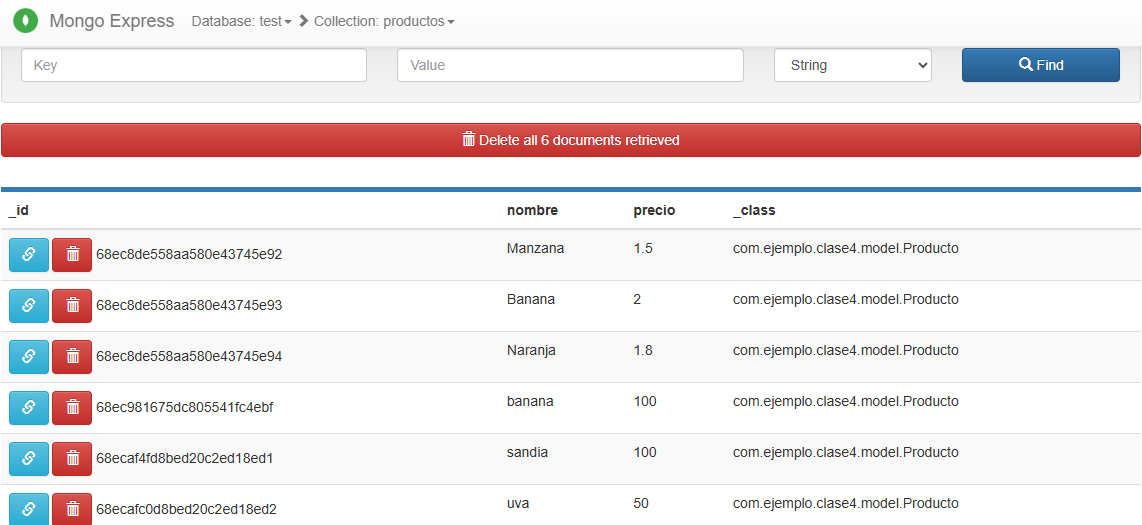 Mongo Express Database: test Collection: productos
Key Value String Find
Delete all 6 documents retrieved
_id nombre precio _class
68ec8de558aa580e43745e92 Manzana 1.5 com.ejemplo.clase4.model.Producto
68ec8de558aa580e43745e93 Banana 2 com.ejemplo.clase4.model.Producto
68ec8de558aa580e43745e94 Naranja 1.8 com.ejemplo.clase4.model.Producto
68ec981675dc805541fc4ebf banana 100 com.ejemplo.clase4.model.Producto
68ecaf4fd8bed20c2ed18ed1 sandia 100 com.ejemplo.clase4.model.Producto
68ecafc0d8bed20c2ed18ed2 uva 50 com.ejemplo.clase4.model.Producto